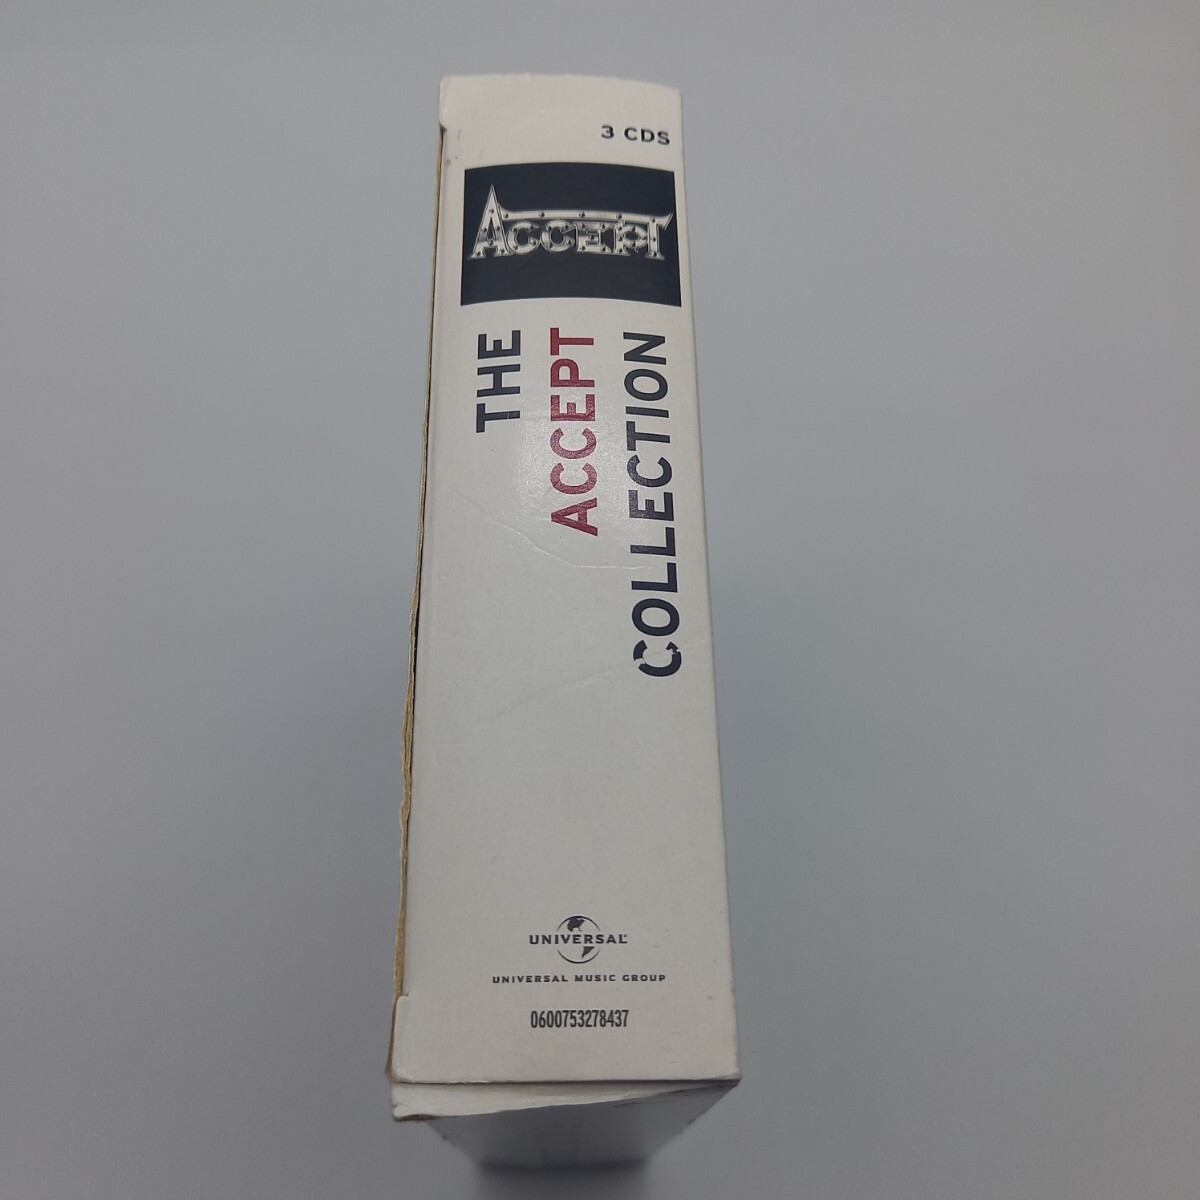 3 CDS
ACCEPT
THE
ACCEPT
COLLECTION
UNIVERSAL
UNIVERSAL MUSIC GROUP
0600753278437